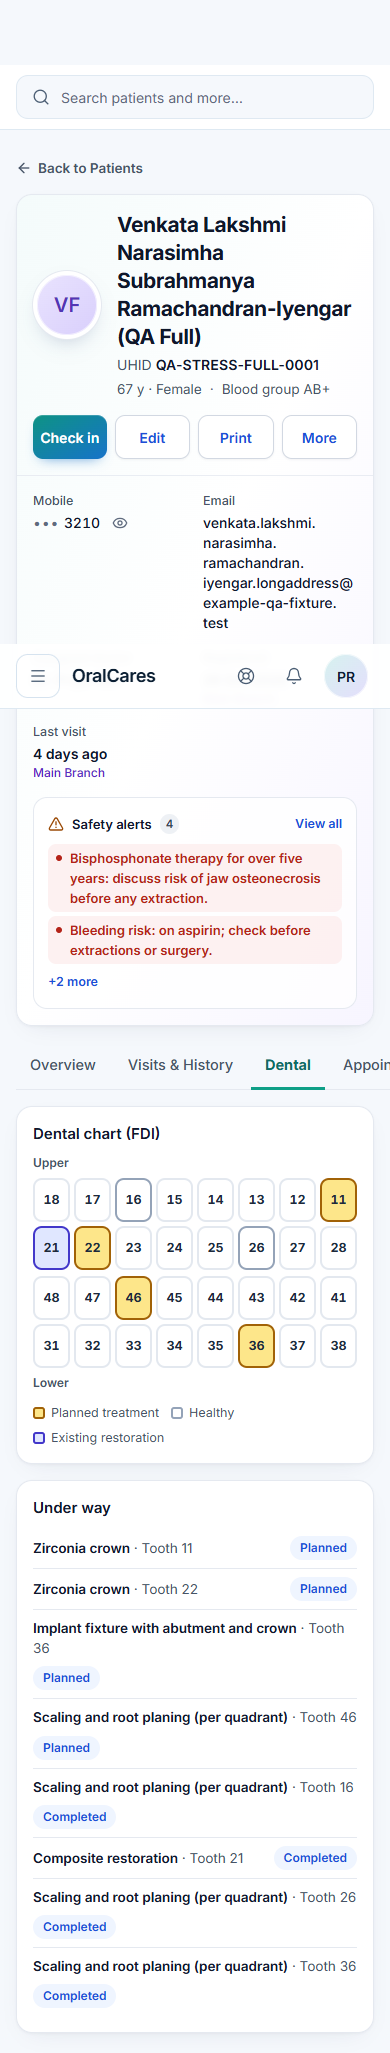 Search patients and more...
Back to Patients
VF
Venkata Lakshmi
Narasimha
Subrahmanya
Ramachandran-Iyengar
(QA Full)
UHID QA-STRESS-FULL-0001
67 y · Female · Blood group AB+
Check in
Edit
Print
More
Mobile
••• 3210
Email
venkata.lakshmi.
narasimha.
ramachandran.
iyengar.longaddress@
example-qa-fixture.
test
OralCares
PR
Last visit
4 days ago
Main Branch
Safety alerts 4
View all
Bisphosphonate therapy for over five
years: discuss risk of jaw osteonecrosis
before any extraction.
Bleeding risk: on aspirin; check before
extractions or surgery.
+2 more
Overview
Visits & History
Dental
Appoin
Dental chart (FDI)
Upper
18 17 16 15 14 13 12 11
21 22 23 24 25 26 27 28
48 47 46 45 44 43 42 41
31 32 33 34 35 36 37 38
Lower
Planned treatment
Healthy
Existing restoration
Under way
Zirconia crown · Tooth 11
Planned
Zirconia crown · Tooth 22
Planned
Implant fixture with abutment and crown · Tooth
36
Planned
Scaling and root planing (per quadrant) · Tooth 46
Planned
Scaling and root planing (per quadrant) · Tooth 16
Completed
Composite restoration · Tooth 21
Completed
Scaling and root planing (per quadrant) · Tooth 26
Completed
Scaling and root planing (per quadrant) · Tooth 36
Completed